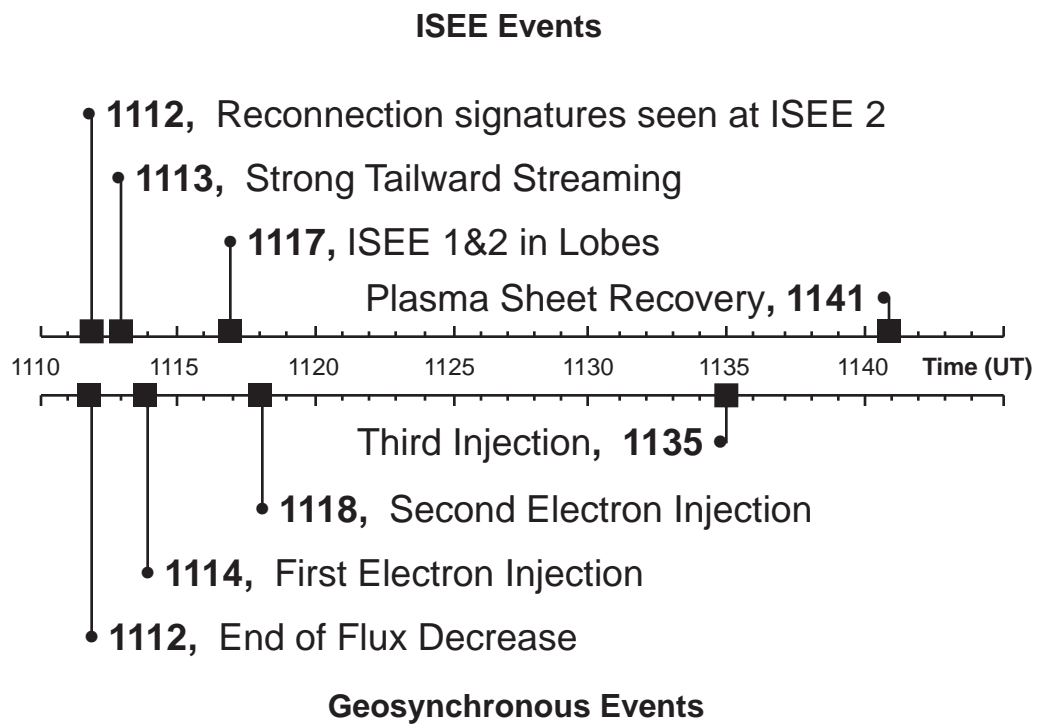 ISEE Events
1112, Reconnection signatures seen at ISEE 2
1113, Strong Tailward Streaming
1117, ISEE 1&2 in Lobes
Plasma Sheet Recovery, 1141
1110 1115 1120 1125 1130 1135 1140 Time (UT)
Third Injection, 1135
1118, Second Electron Injection
1114, First Electron Injection
1112, End of Flux Decrease
Geosynchronous Events